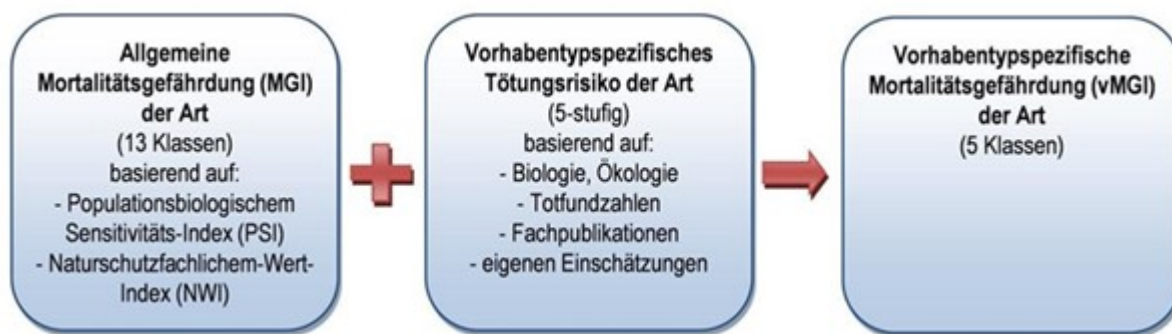 Allgemeine
Mortalitätsgefährdung (MGI)
der Art
(13 Klassen)
basierend auf:
- Populationsbiologischem
Sensitivitäts-Index (PSI)
- Naturschutzfachlichem-Wert-
Index (NWI)
Vorhabentypspezifisches
Tötungsrisiko der Art
(5-stufig)
basierend auf:
- Biologie, Ökologie
- Totfundzahlen
- Fachpublikationen
- eigenen Einschätzungen
Vorhabentypspezifische
Mortalitätsgefährdung (vMGI)
der Art
(5 Klassen)